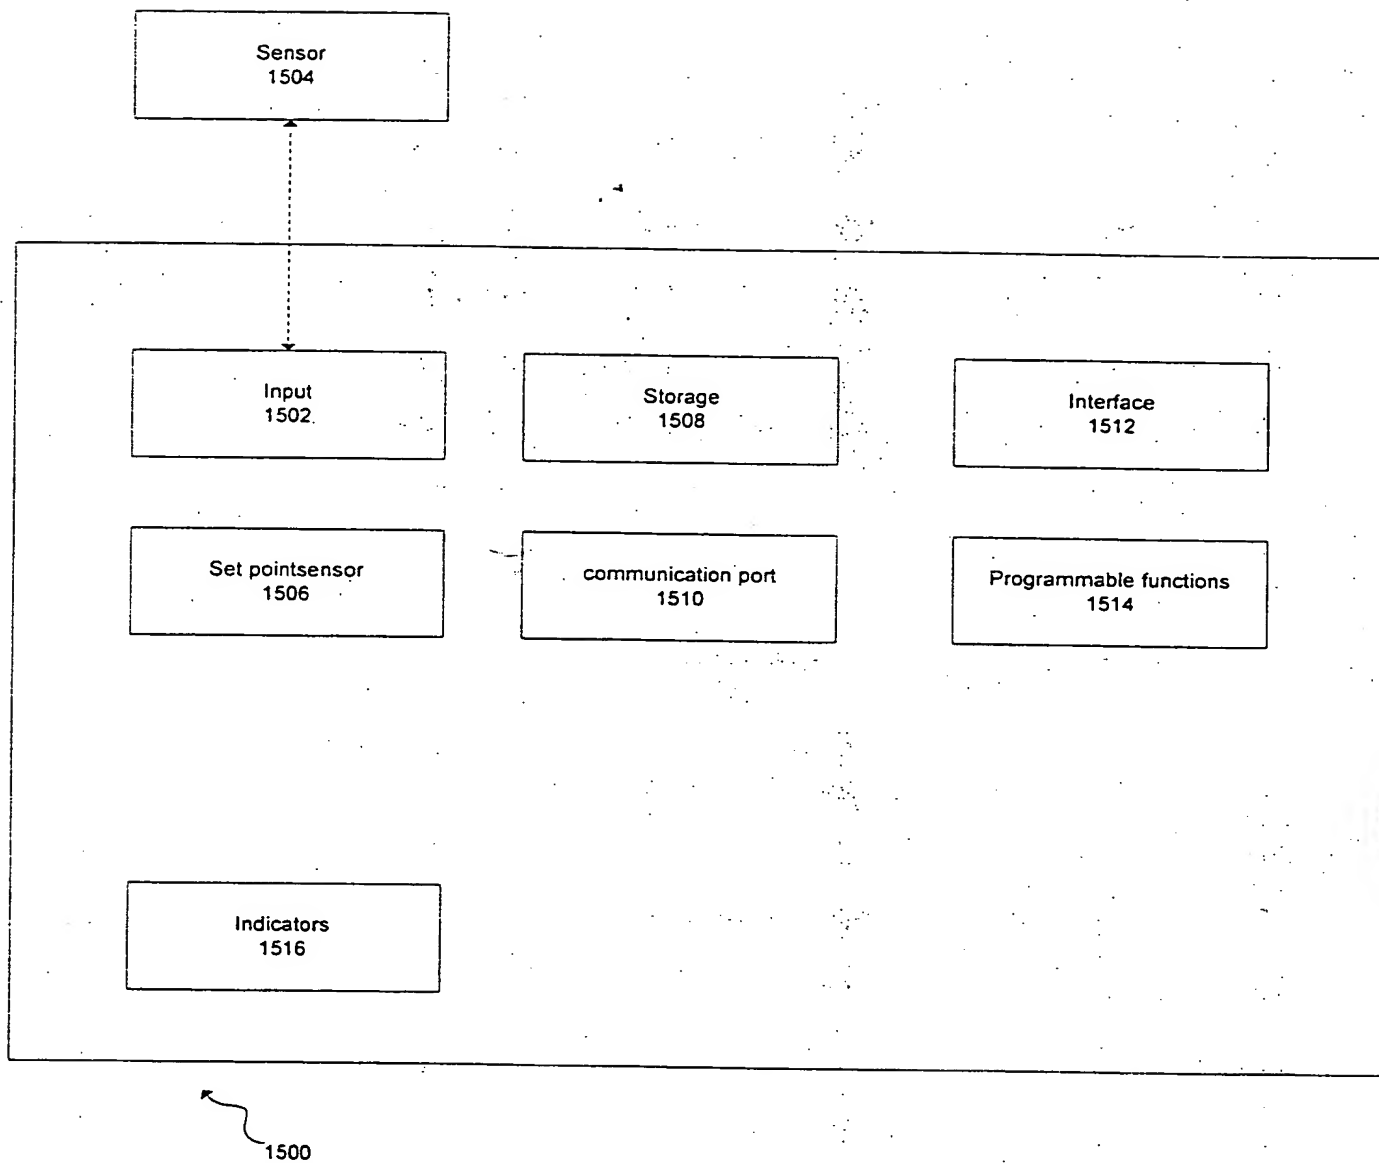 Sensor
1504
Input
1502
Storage
1508
Interface
1512
Set pointsensor
1506
communication port
1510
Programmable functions
1514
Indicators
1516
1500